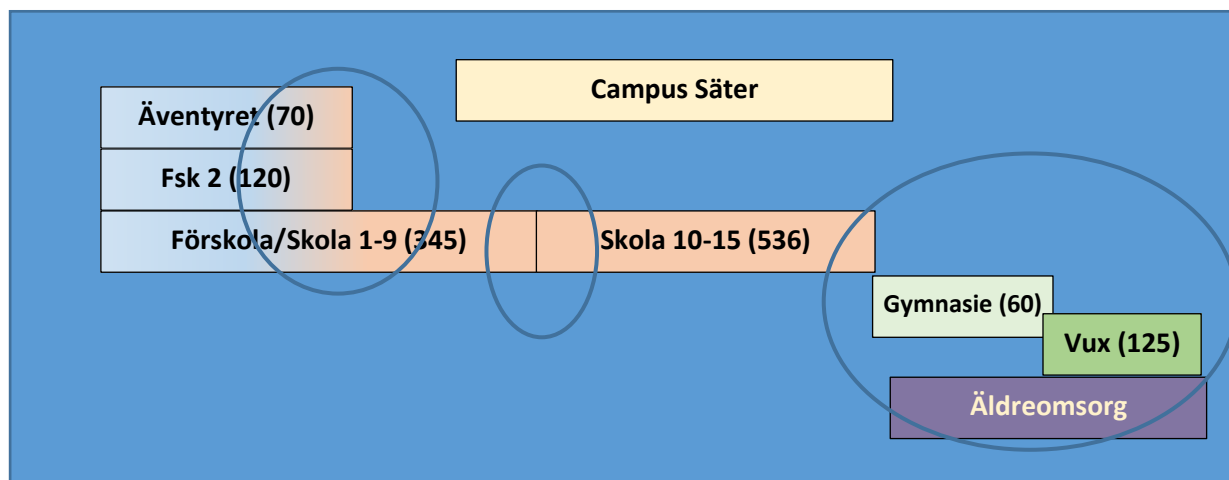 Campus Säter
Äventyret (70)
Fsk 2 (120)
Förskola/Skola 1-9 (345)
Skola 10-15 (536)
Gymnasie (60)
Vux (125)
Äldreomsorg